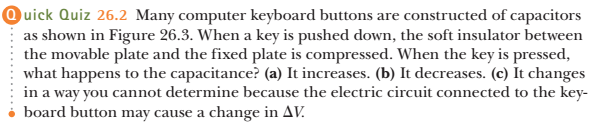 Quick Quiz 26.2 Many computer keyboard buttons are constructed of capacitors
as shown in Figure 26.3. When a key is pushed down, the soft insulator between
the movable plate and the fixed plate is compressed. When the key is pressed,
what happens to the capacitance? (a) It increases. (b) It decreases. (c) It changes
in a way you cannot determine because the electric circuit connected to the key-
board button may cause a change in ΔV.